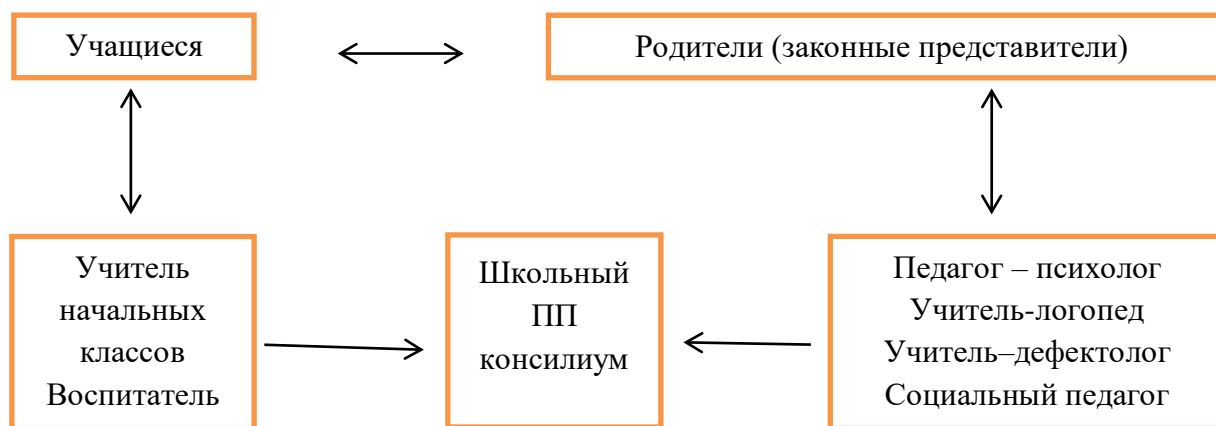 Учащиеся
Родители (законные представители)
Учитель
начальных
классов
Воспитатель
Школьный
ПП
консилиум
Педагог – психолог
Учитель-логопед
Учитель–дефектолог
Социальный педагог